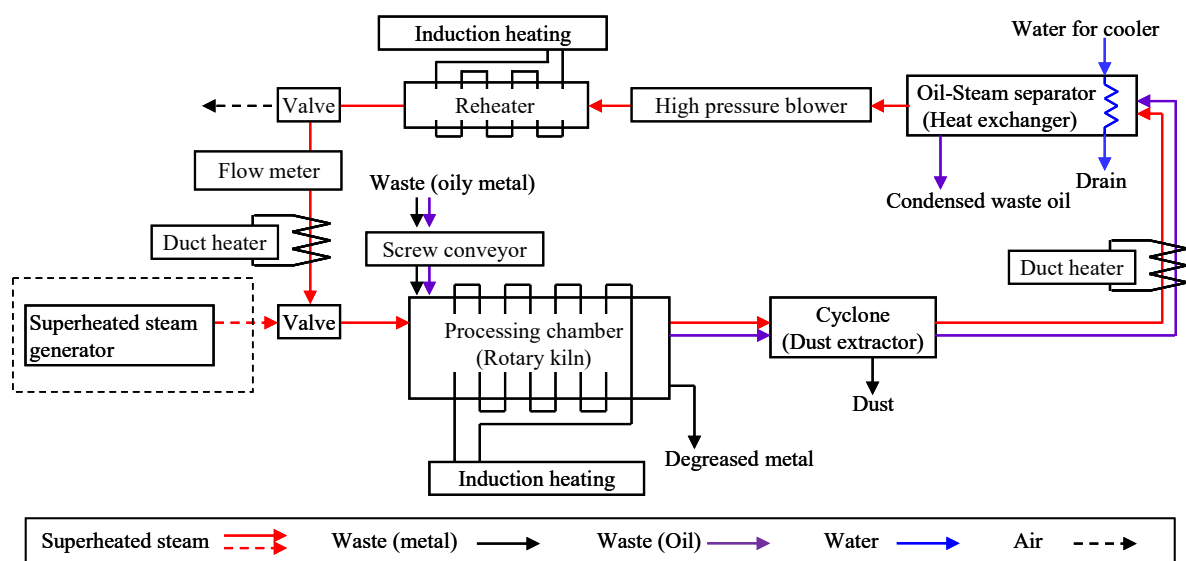 Induction heating
Water for cooler
Valve
Reheater
High pressure blower
Oil-Steam separator
(Heat exchanger)
Flow meter
Waste (oily metal)
Drain
Condensed waste oil
Duct heater
Screw conveyor
Duct heater
Superheated steam
generator
Valve
Processing chamber
(Rotary kiln)
Cyclone
(Dust extractor)
Dust
Degreased metal
Induction heating
Superheated steam
Waste (metal)
Waste (Oil)
Water
Air